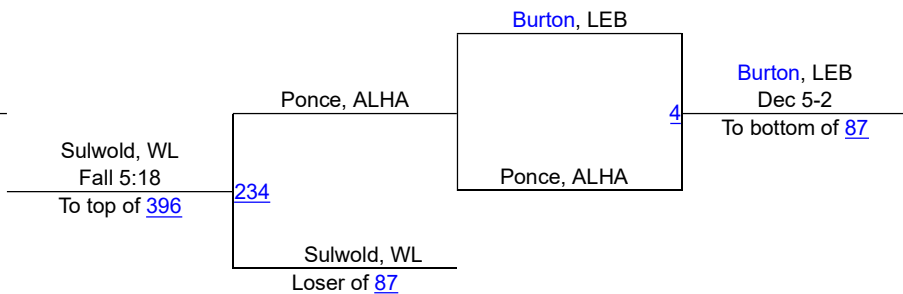 Burton, LEB
Burton, LEB
Dec 5-2
To bottom of 87
Ponce, ALHA
4
Sulwold, WL
Fall 5:18
To top of 396
234
Ponce, ALHA
Sulwold, WL
Loser of 87